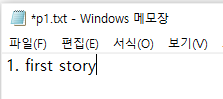 *p1.txt - Windows 메모장
파일(F) 편집(E) 서식(O) 보기(V)
1. first story